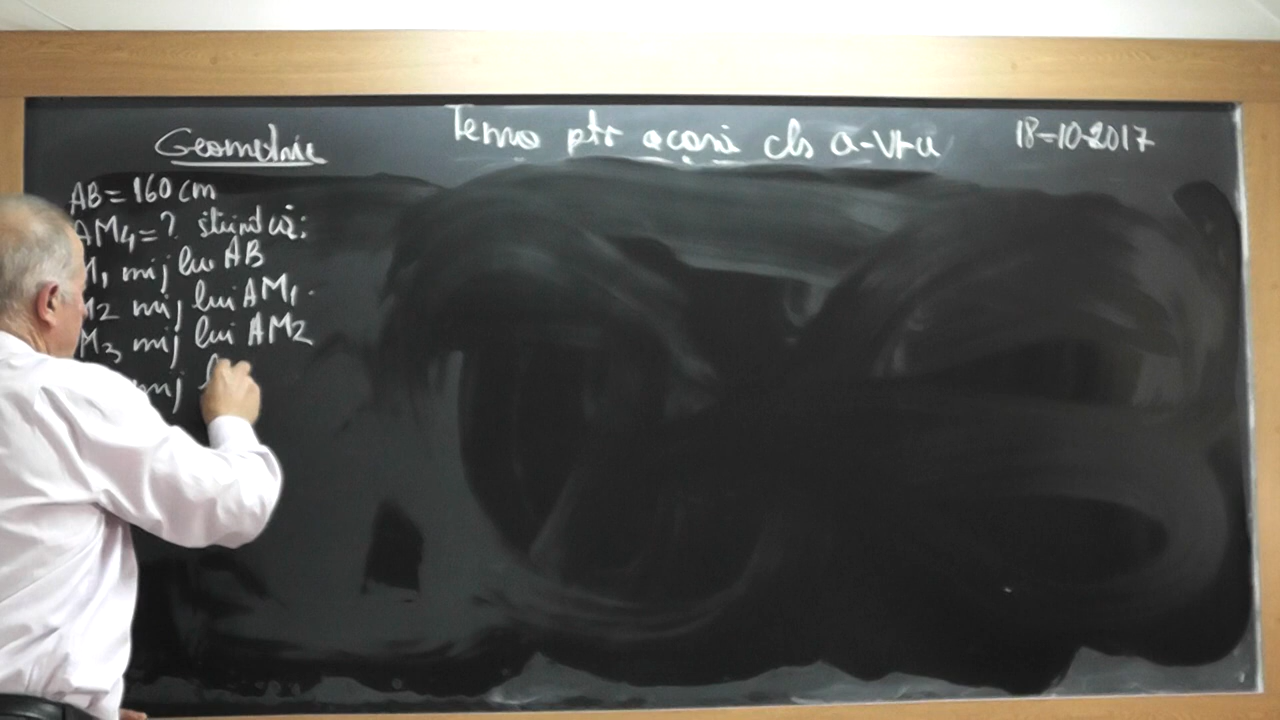 Tema ptr acasă cls a-VI-a 18-10-2017
Geometrie
AB = 160 cm
AM4 = ? știind că:
M1 mij lui AB
M2 mij lui AM1.
M3 mij lui AM2
mij l